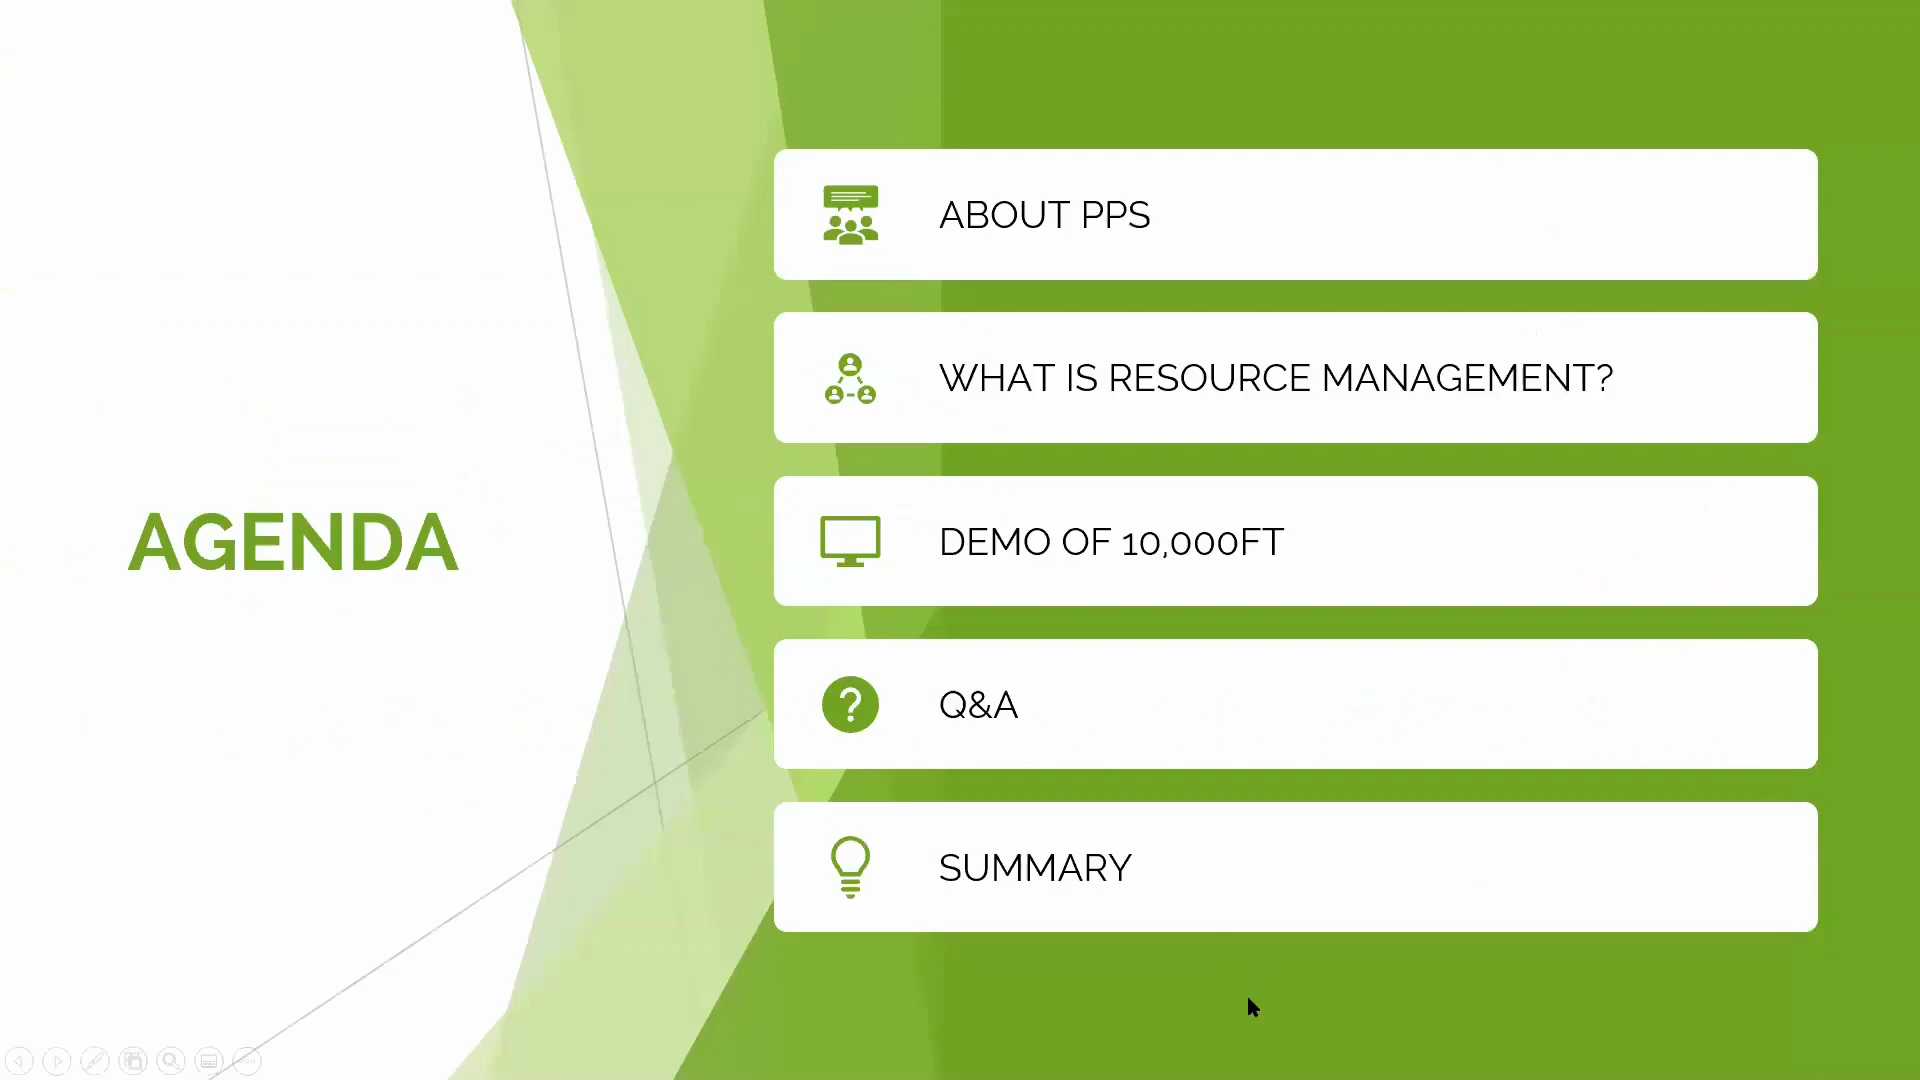 AGENDA
ABOUT PPS
WHAT IS RESOURCE MANAGEMENT?
DEMO OF 10,000FT
Q&A
SUMMARY